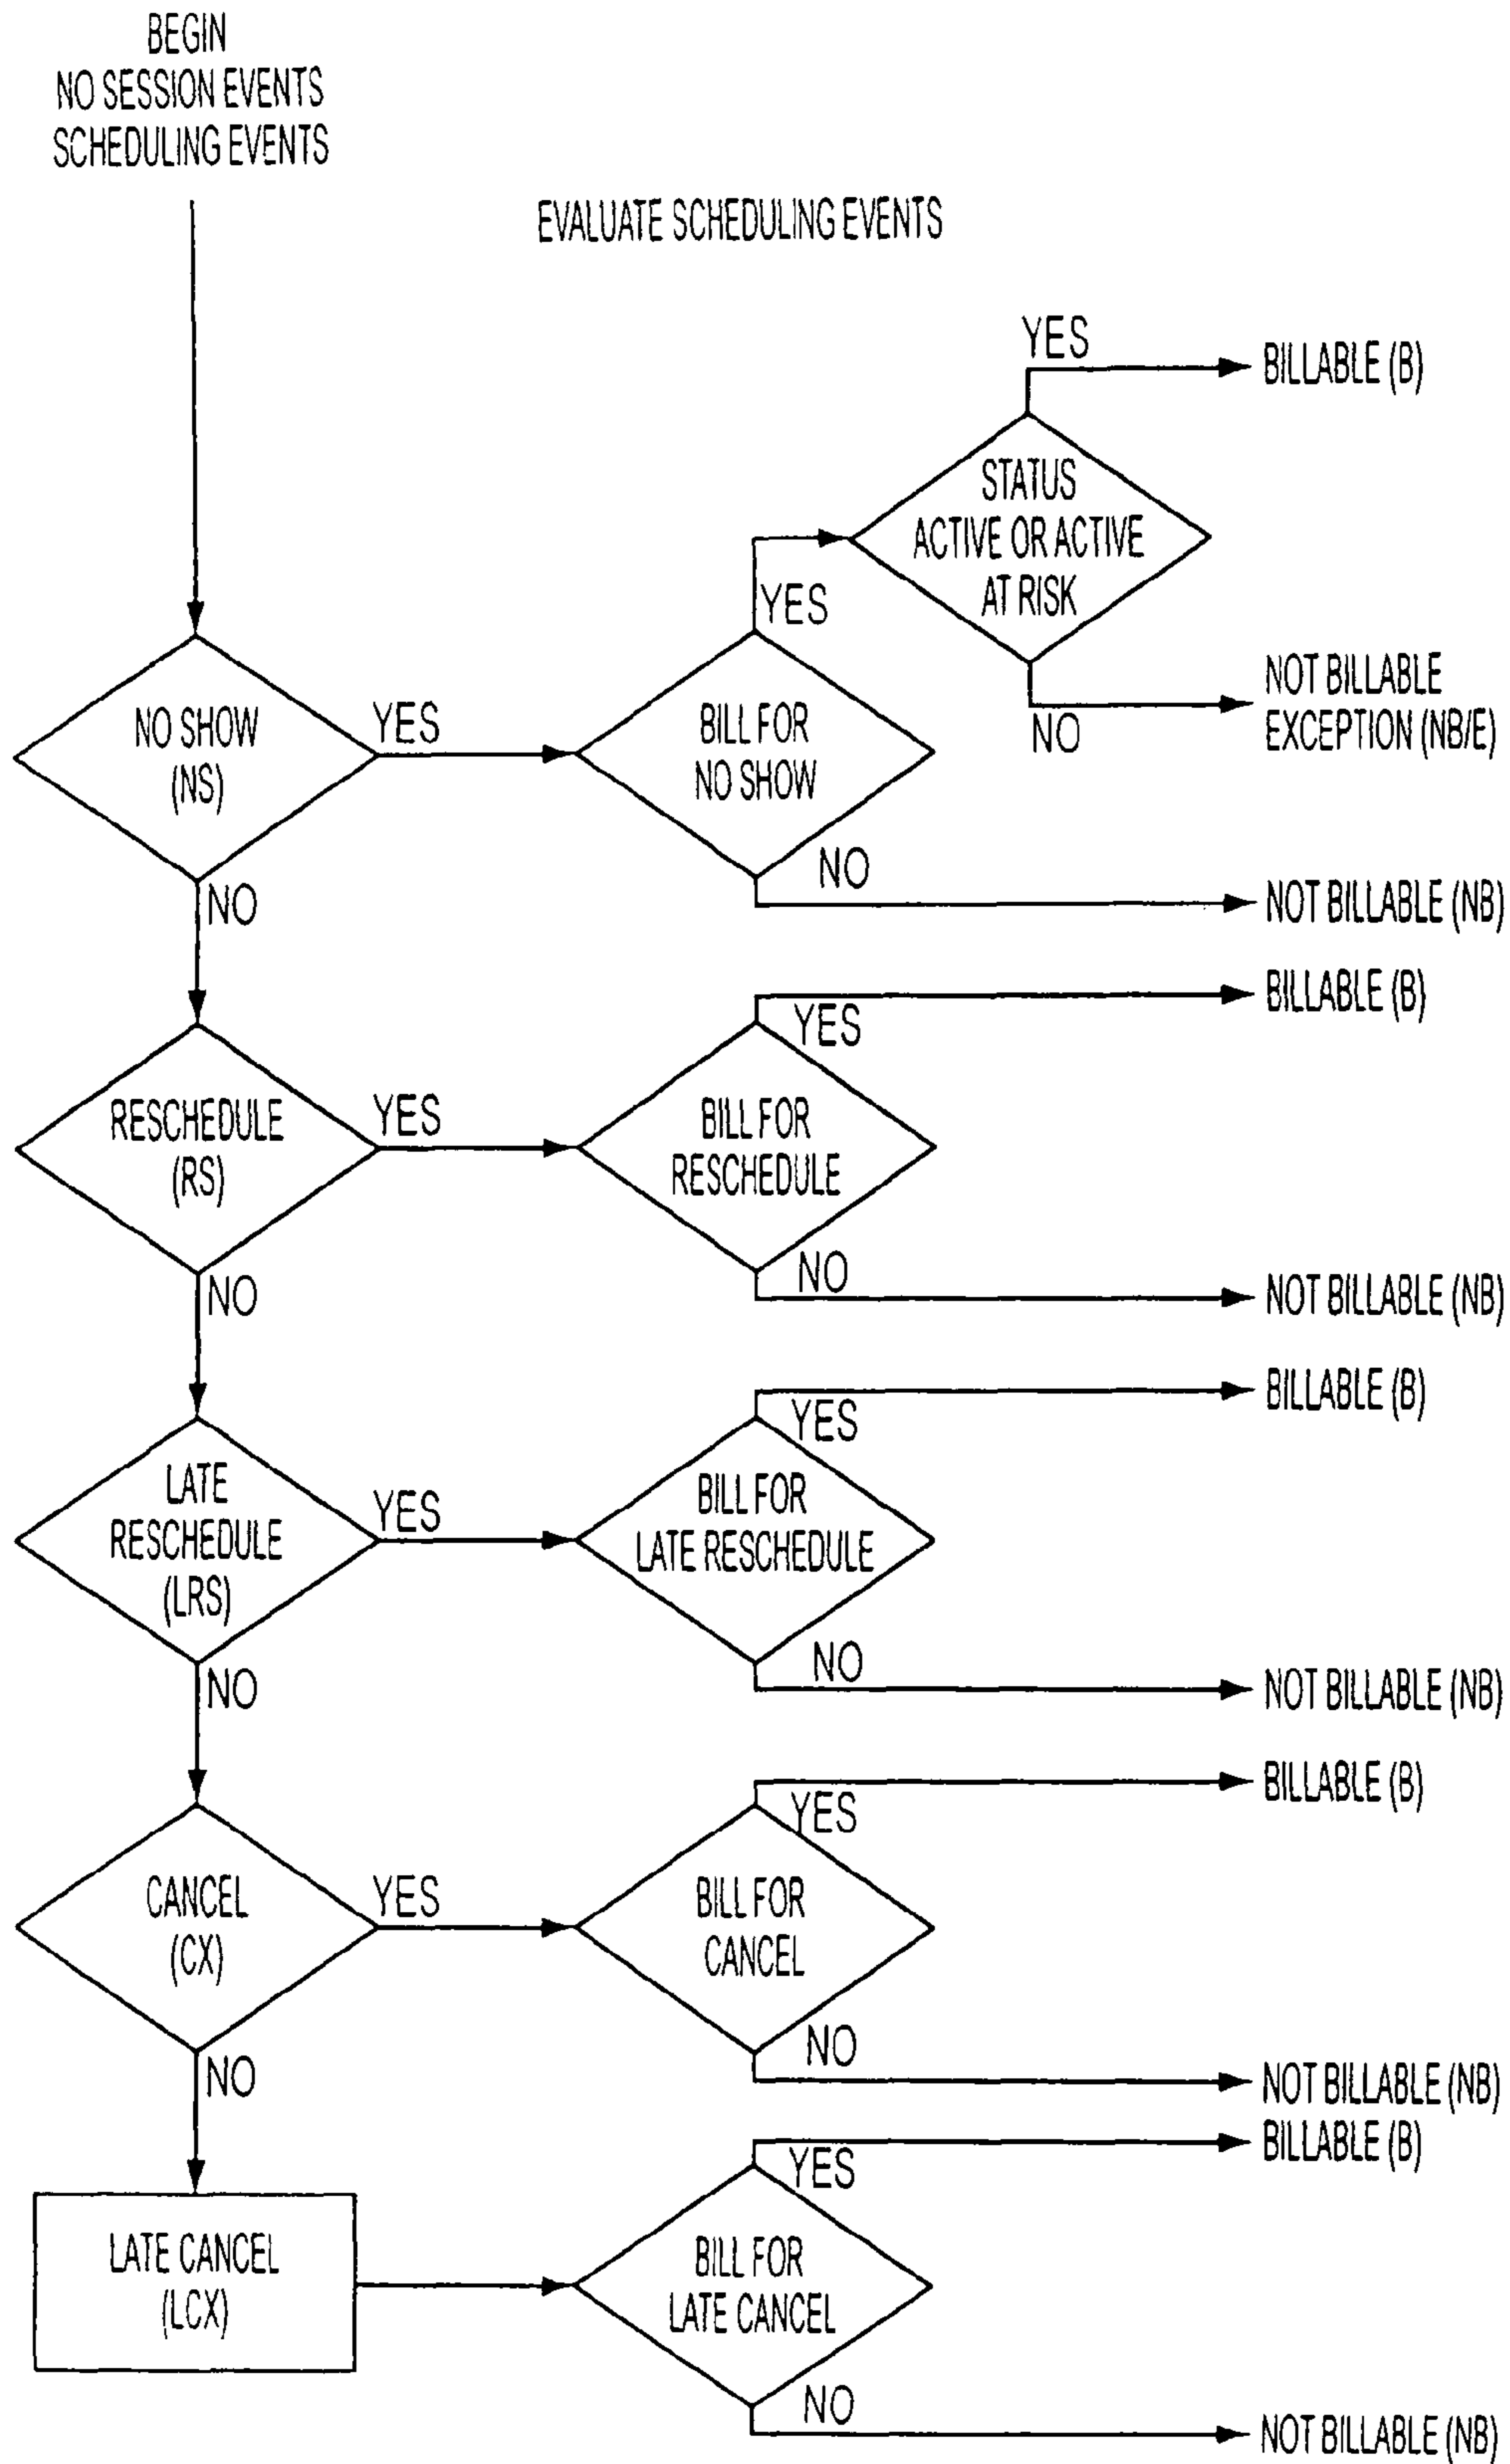 BEGIN
NO SESSION EVENTS
SCHEDULING EVENTS
EVALUATE SCHEDULING EVENTS
YES
BILLABLE (B)
STATUS
ACTIVE OR ACTIVE
AT RISK
YES
NO
NOT BILLABLE
EXCEPTION (NB/E)
NO SHOW
(NS)
YES
BILL FOR
NO SHOW
NO
NO
NOT BILLABLE (NB)
YES
BILLABLE (B)
RESCHEDULE
(RS)
YES
BILL FOR
RESCHEDULE
NO
NO
NOT BILLABLE (NB)
YES
BILLABLE (B)
LATE
RESCHEDULE
(LRS)
YES
BILL FOR
LATE RESCHEDULE
NO
NO
NOT BILLABLE (NB)
YES
BILLABLE (B)
CANCEL
(CX)
YES
BILL FOR
CANCEL
NO
NO
NOT BILLABLE (NB)
YES
BILLABLE (B)
LATE CANCEL
(LCX)
BILL FOR
LATE CANCEL
NO
NOT BILLABLE (NB)